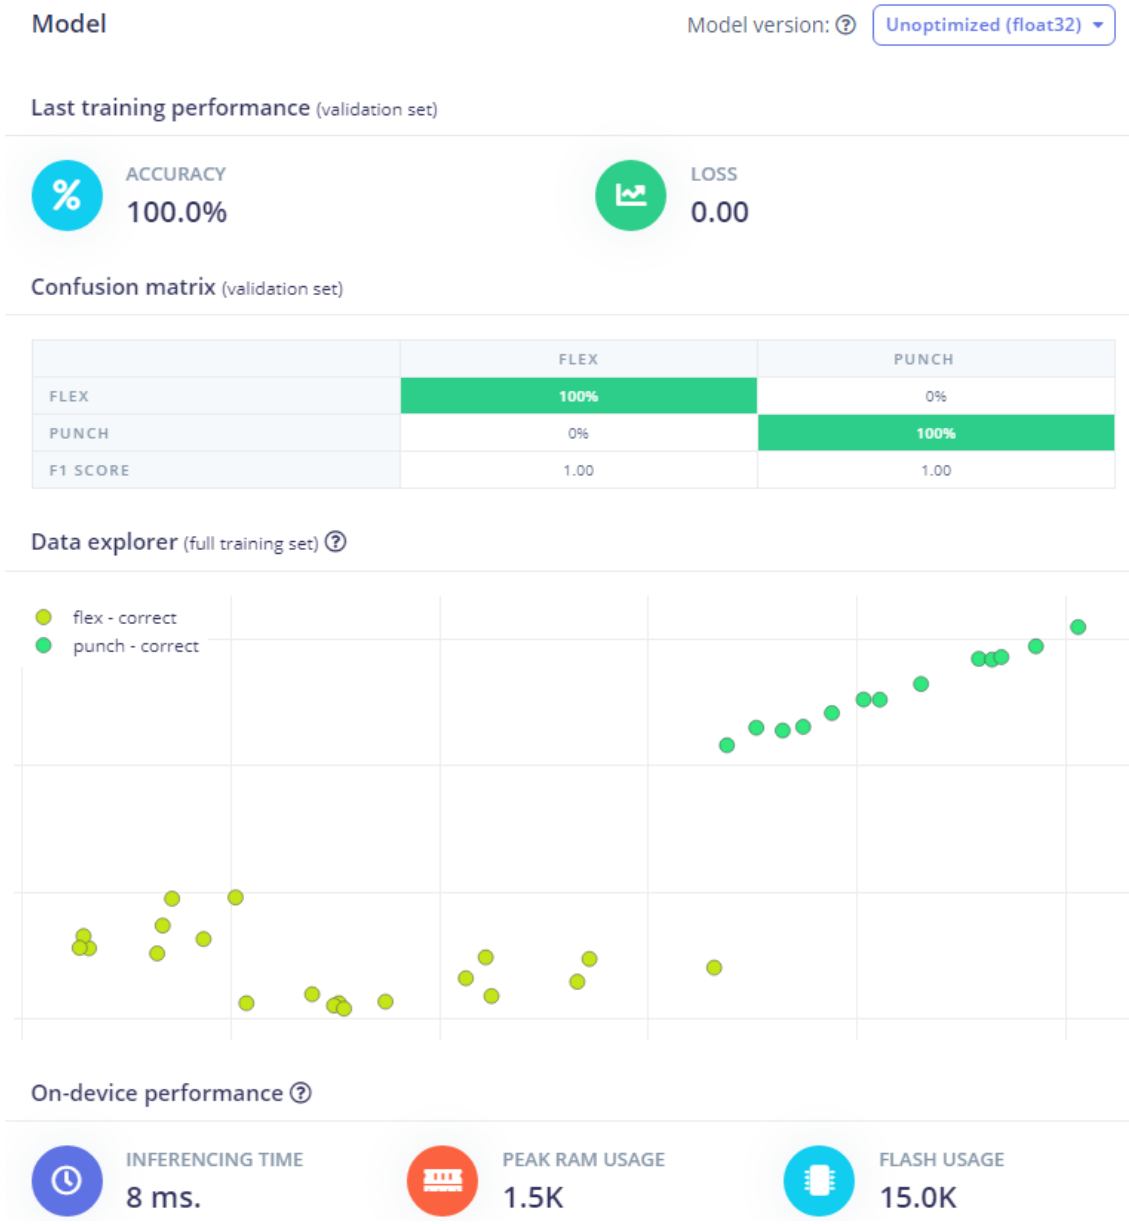 Model
Model version: ? Unoptimized (float32)
Last training performance (validation set)
% ACCURACY
100.0%
LOSS
0.00
Confusion matrix (validation set)
FLEX PUNCH
FLEX 100% 0%
PUNCH 0% 100%
F1 SCORE 1.00 1.00
Data explorer (full training set) ?
flex - correct
punch - correct
On-device performance ?
INFERENCING TIME
8 ms.
PEAK RAM USAGE
1.5K
FLASH USAGE
15.0K